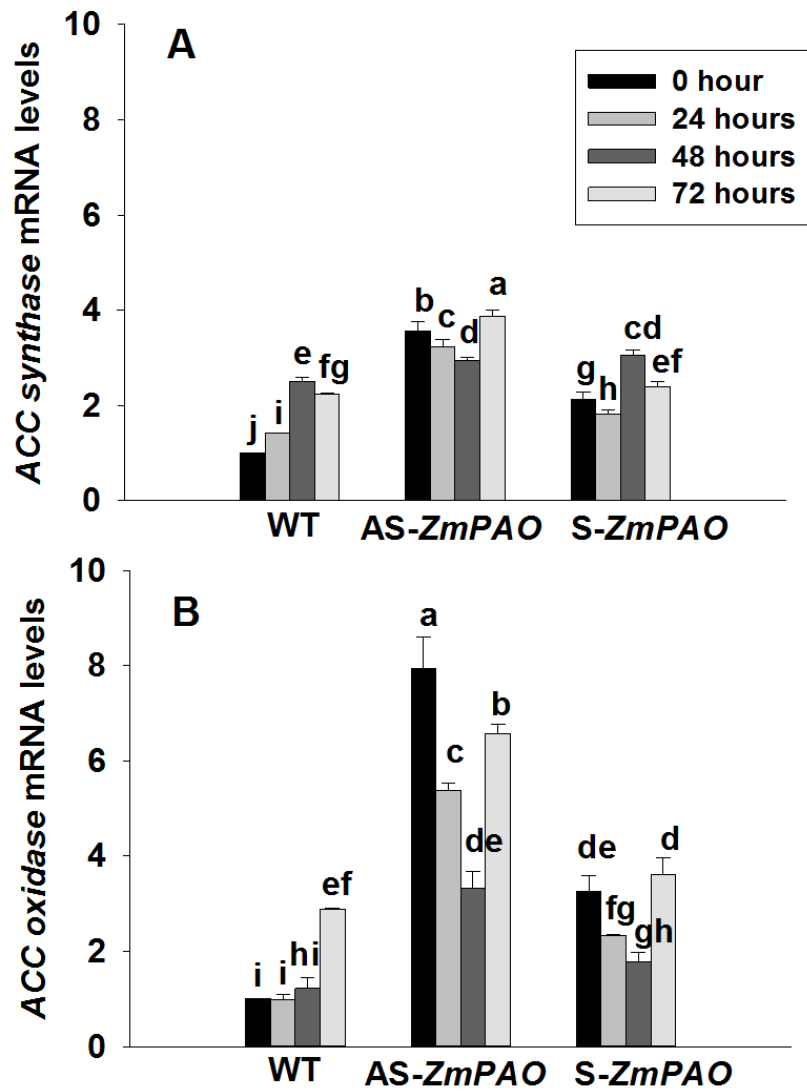 A
0 hour
24 hours
48 hours
72 hours
ACC synthase mRNA levels
10
8
6
4
2
0
j
i
e
fg
b
c
d
a
g
h
cd
ef
WT
AS-ZmPAO
S-ZmPAO
B
ACC oxidase mRNA levels
10
8
6
4
2
0
i
i
hi
ef
a
c
de
b
de
fg
gh
d
WT
AS-ZmPAO
S-ZmPAO